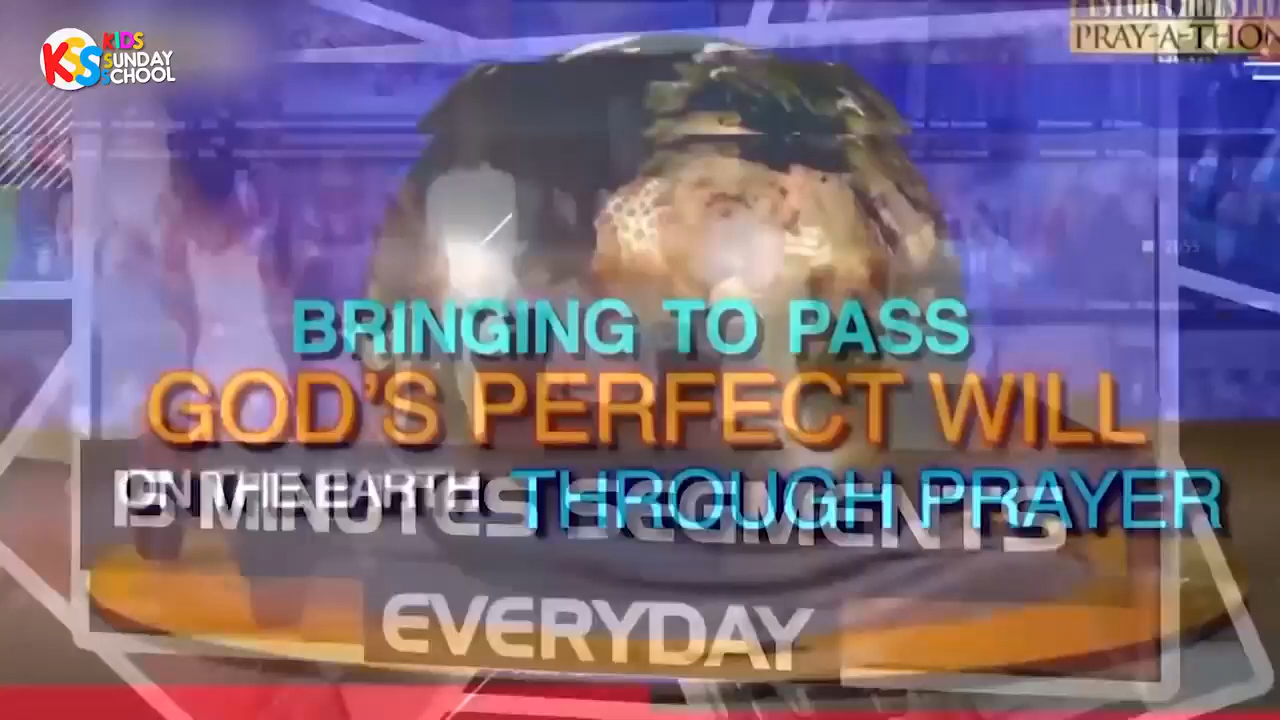 KSS KIDS
SUNDAY
SCHOOL
PRAY-A-THON
BRINGING TO PASS
GOD'S PERFECT WILL
ON THE EARTH THROUGH PRAYER
15 MINUTES SEGMENTS
EVERYDAY